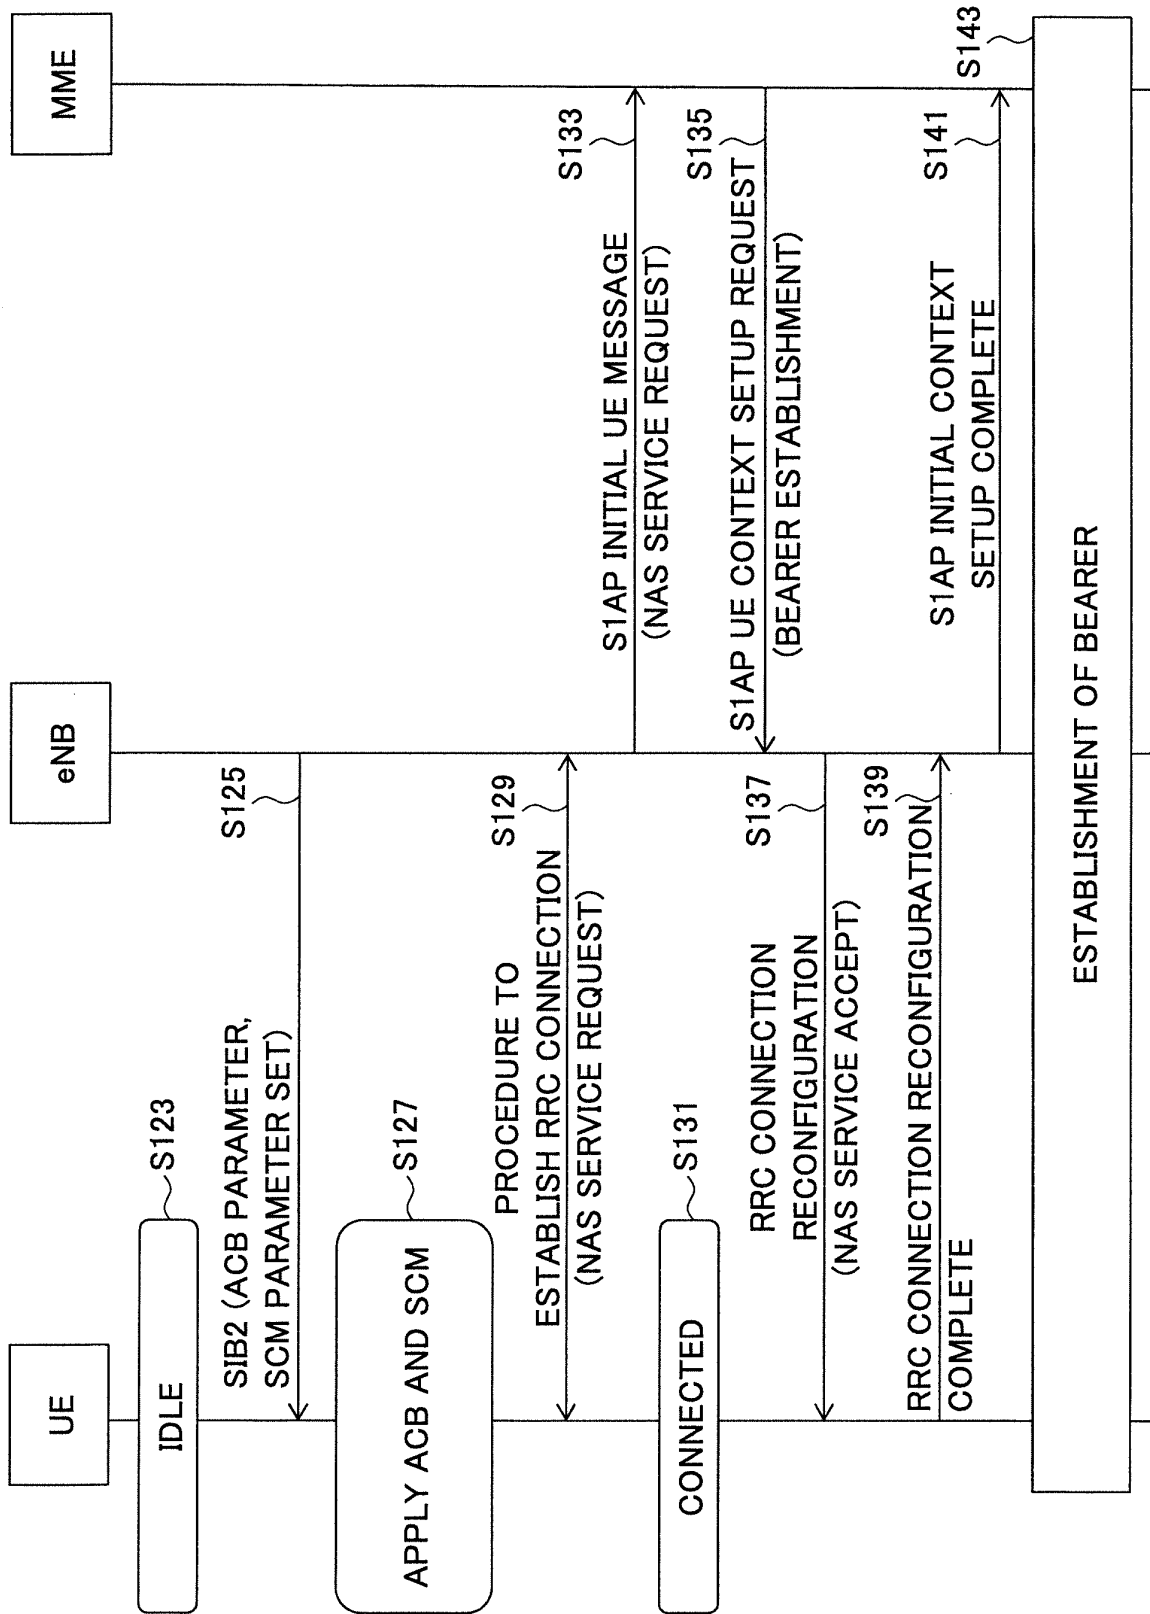 UE
eNB
MME
IDLE
S123
SIB2 (ACB PARAMETER,
SCM PARAMETER SET)
S125
APPLY ACB AND SCM
S127
PROCEDURE TO
ESTABLISH RRC CONNECTION
(NAS SERVICE REQUEST)
S129
CONNECTED
S131
S1AP INITIAL UE MESSAGE
(NAS SERVICE REQUEST)
S133
S1AP UE CONTEXT SETUP REQUEST
(BEARER ESTABLISHMENT)
S135
RRC CONNECTION
RECONFIGURATION
(NAS SERVICE ACCEPT)
S137
RRC CONNECTION RECONFIGURATION
COMPLETE
S139
S1AP INITIAL CONTEXT
SETUP COMPLETE
S141
ESTABLISHMENT OF BEARER
S143